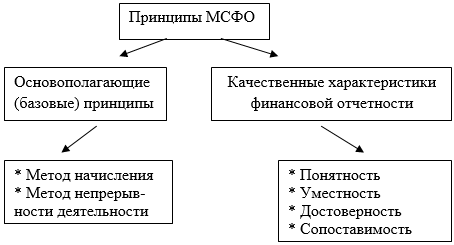 Принципы МСФО
Основополагающие
(базовые) принципы
Качественные характеристики
финансовой отчетности
* Метод начисления
* Метод непрерыв-
ности деятельности
* Понятность
* Уместность
* Достоверность
* Сопоставимость